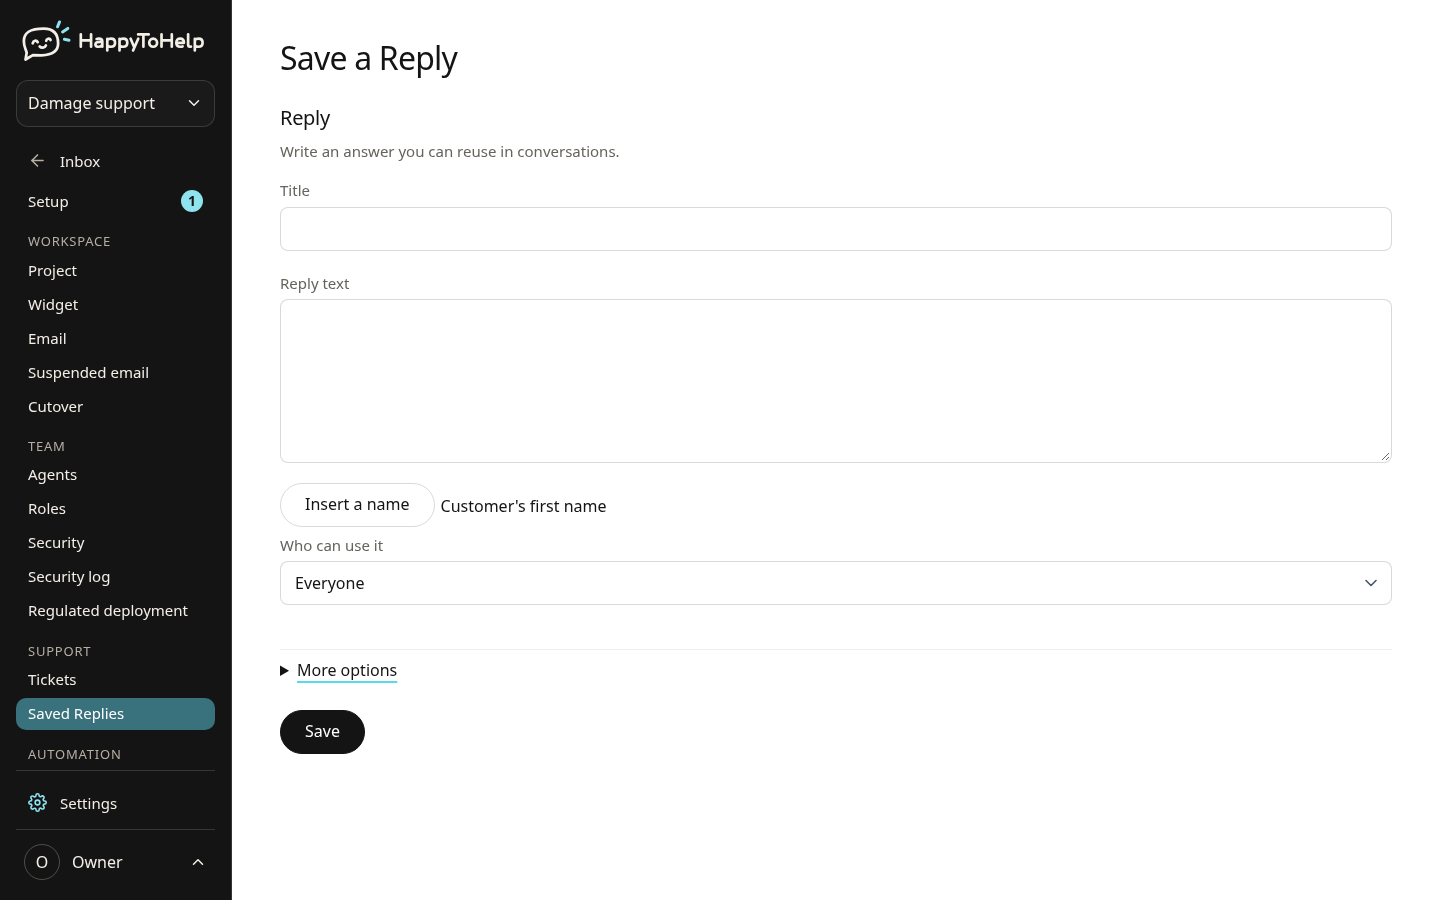 HappyToHelp
Damage support
Inbox
Setup 1
WORKSPACE
Project
Widget
Email
Suspended email
Cutover
TEAM
Agents
Roles
Security
Security log
Regulated deployment
SUPPORT
Tickets
Saved Replies
AUTOMATION
Settings
O Owner
Save a Reply
Reply
Write an answer you can reuse in conversations.
Title
Reply text
Insert a name Customer's first name
Who can use it
Everyone
More options
Save